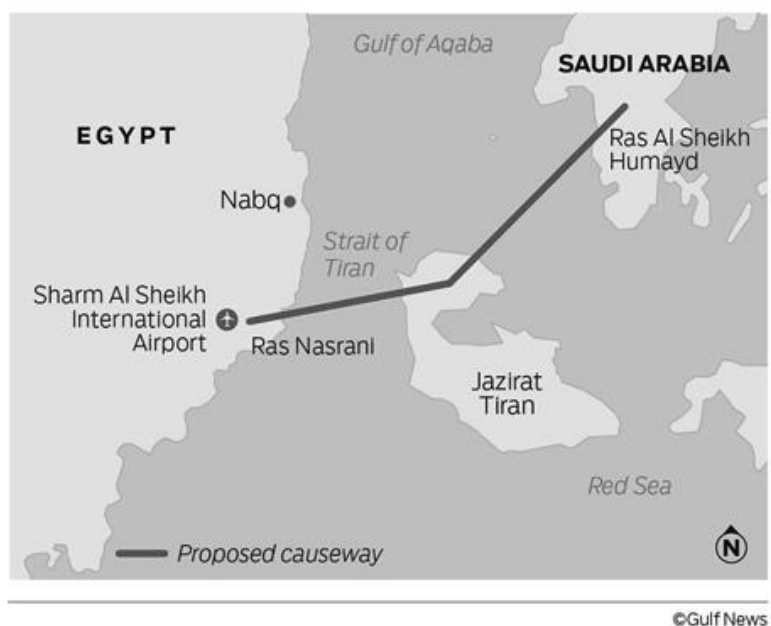 Gulf of Aqaba
SAUDI ARABIA
EGYPT
Ras Al Sheikh
Humayd
Nabq
Strait of
Tiran
Sharm Al Sheikh
International
Airport
Ras Nasrani
Jazirat
Tiran
Red Sea
Proposed causeway
N
©Gulf News